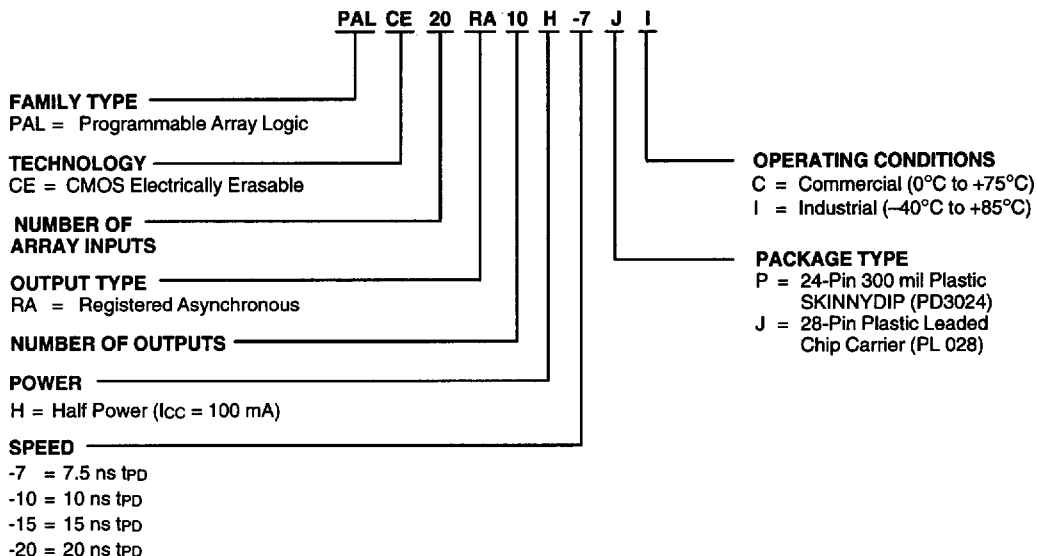 PAL CE 20 RA 10 H -7 J I
FAMILY TYPE
PAL = Programmable Array Logic
TECHNOLOGY
CE = CMOS Electrically Erasable
NUMBER OF
ARRAY INPUTS
OUTPUT TYPE
RA = Registered Asynchronous
NUMBER OF OUTPUTS
POWER
H = Half Power (ICC = 100 mA)
SPEED
-7 = 7.5 ns tPD
-10 = 10 ns tPD
-15 = 15 ns tPD
-20 = 20 ns tPD
OPERATING CONDITIONS
C = Commercial (0°C to +75°C)
I = Industrial (–40°C to +85°C)
PACKAGE TYPE
P = 24-Pin 300 mil Plastic
SKINNYDIP (PD3024)
J = 28-Pin Plastic Leaded
Chip Carrier (PL 028)